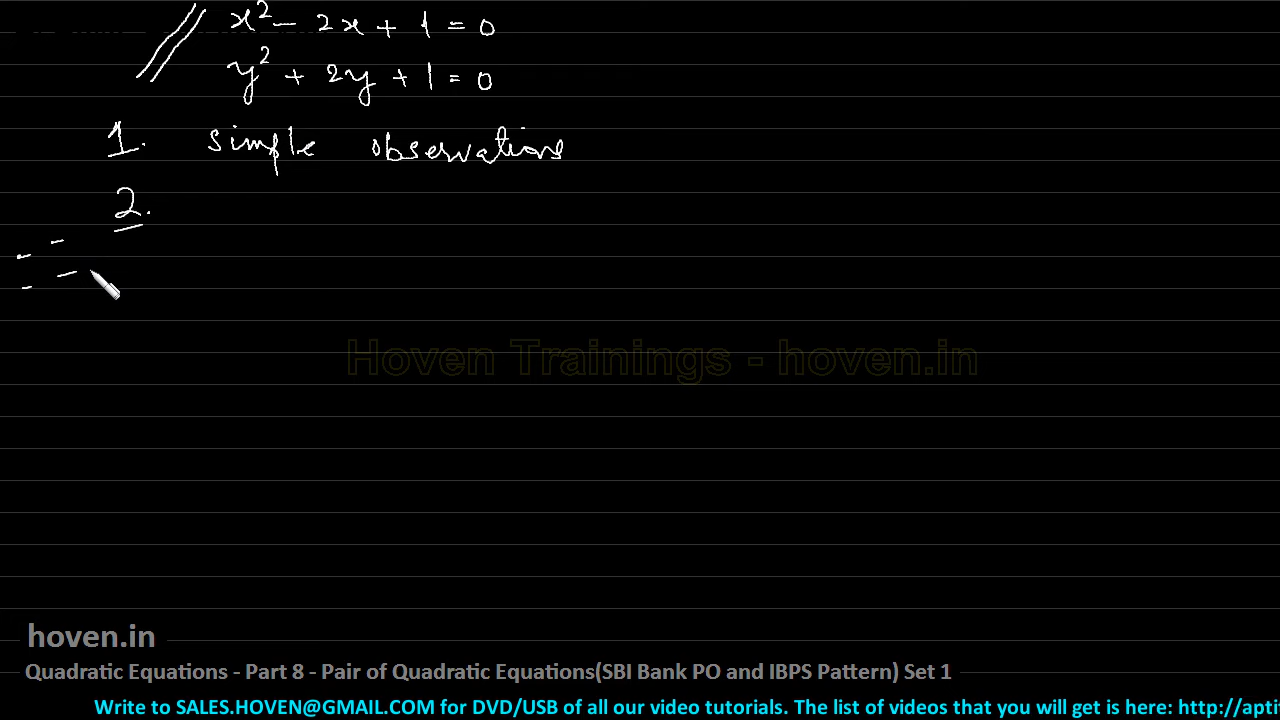 x² - 2x + 1 = 0
y² + 2y + 1 = 0
1. simple observations
2.
Hoven Trainings - hoven.in
hoven.in
Quadratic Equations - Part 8 - Pair of Quadratic Equations(SBI Bank PO and IBPS Pattern) Set 1
Write to SALES.HOVEN@GMAIL.COM for DVD/USB of all our video tutorials. The list of videos that you will get is here: http://apti